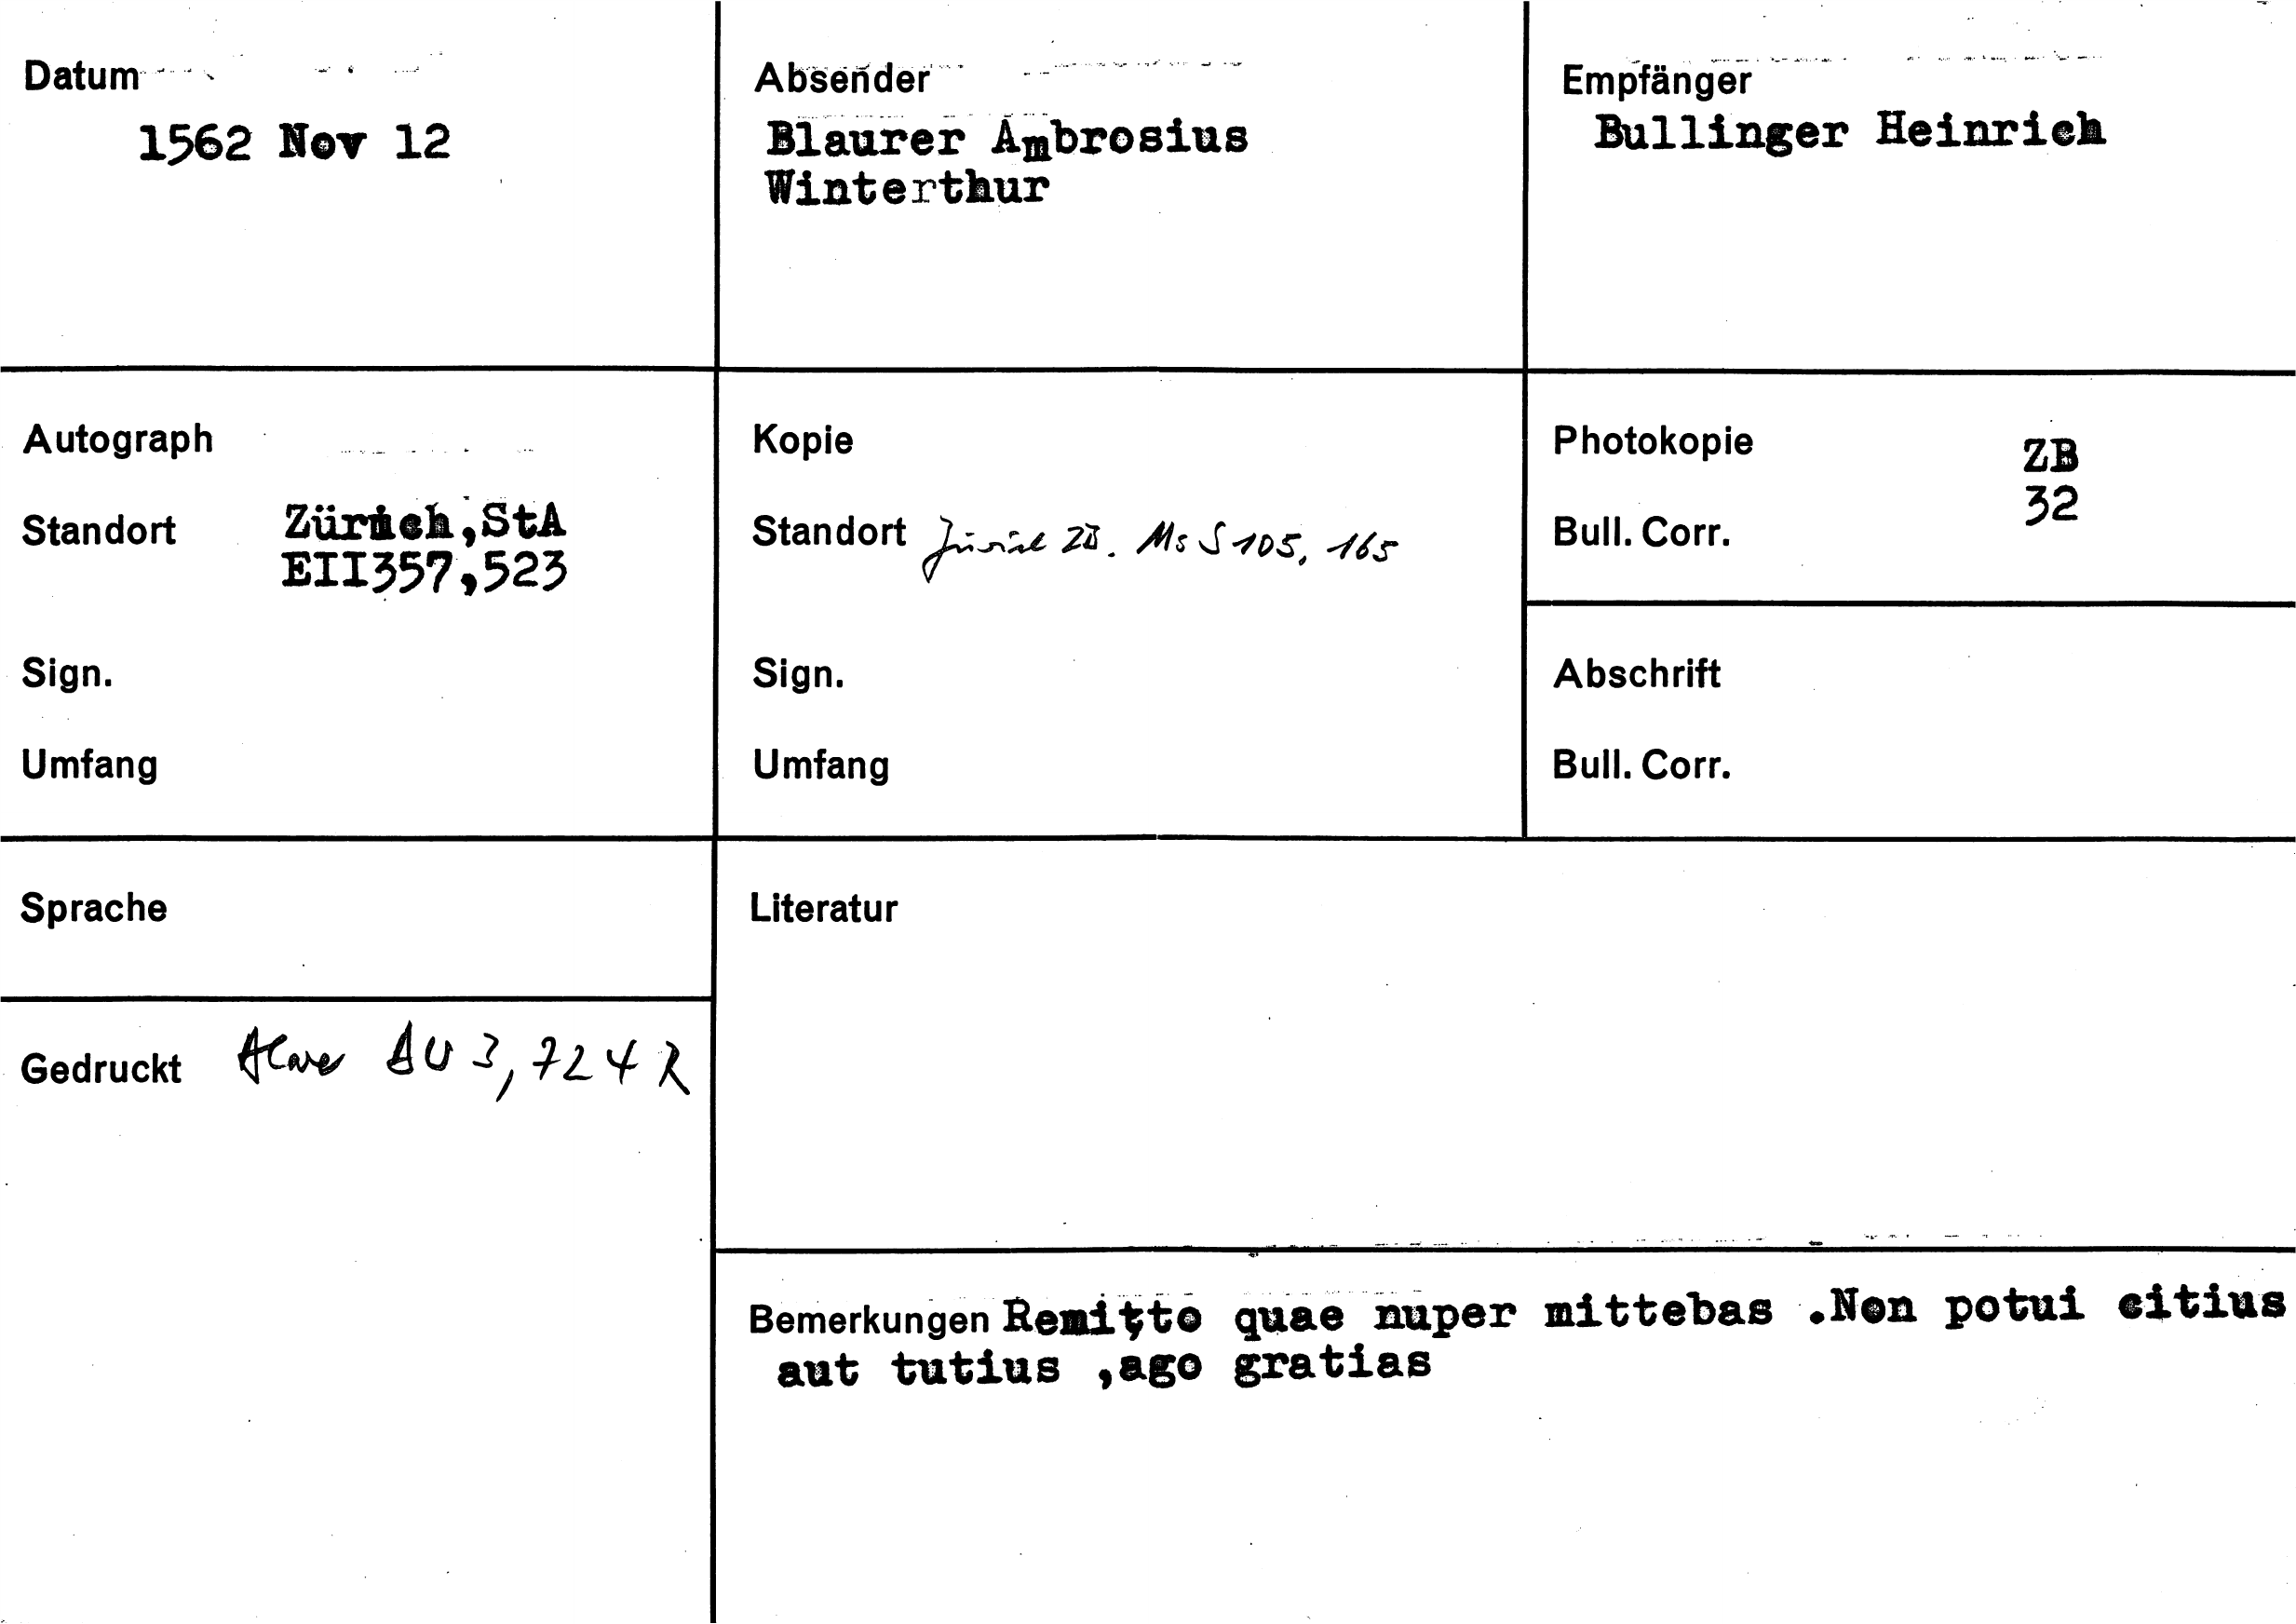 Datum
1562 Nov 12
Absender
Blaurer Ambrosius
Winterthur
Empfänger
Bullinger Heinrich
Autograph
Standort Zürich,StA
EII357,523
Sign.
Umfang
Kopie
Standort Zürich ZB. Ms S 105, 165
Sign.
Umfang
Photokopie ZB
Bull. Corr. 32
Abschrift
Bull. Corr.
Sprache
Gedruckt 3, 724 R
Literatur
Bemerkungen Remitto quae nuper mittebas .Non potui citius
aut tutius ,ago gratias